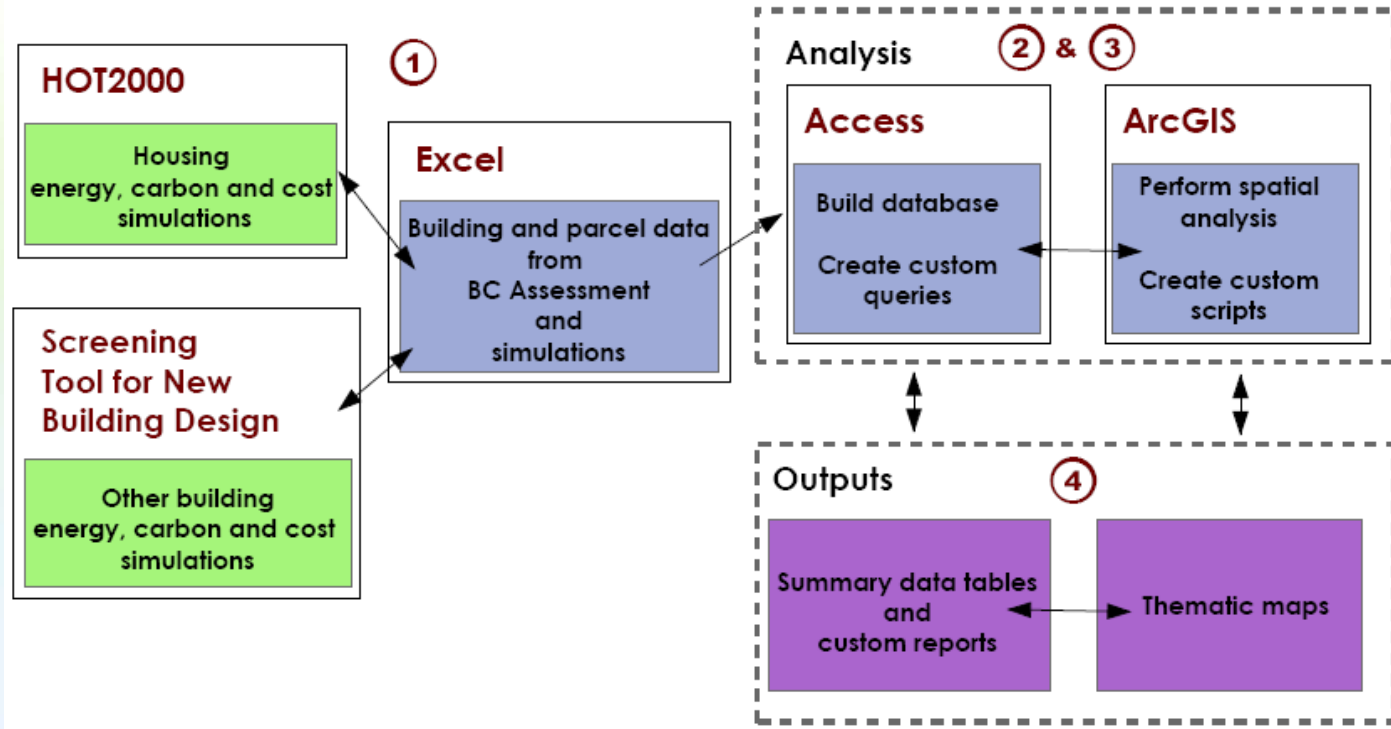 HOT2000
Housing
energy, carbon and cost
simulations
Screening
Tool for New
Building Design
Other building
energy, carbon and cost
simulations
1
Excel
Building and parcel data
from
BC Assessment
and
simulations
Analysis
2 & 3
Access
Build database
Create custom
queries
ArcGIS
Perform spatial
analysis
Create custom
scripts
Outputs
4
Summary data tables
and
custom reports
Thematic maps